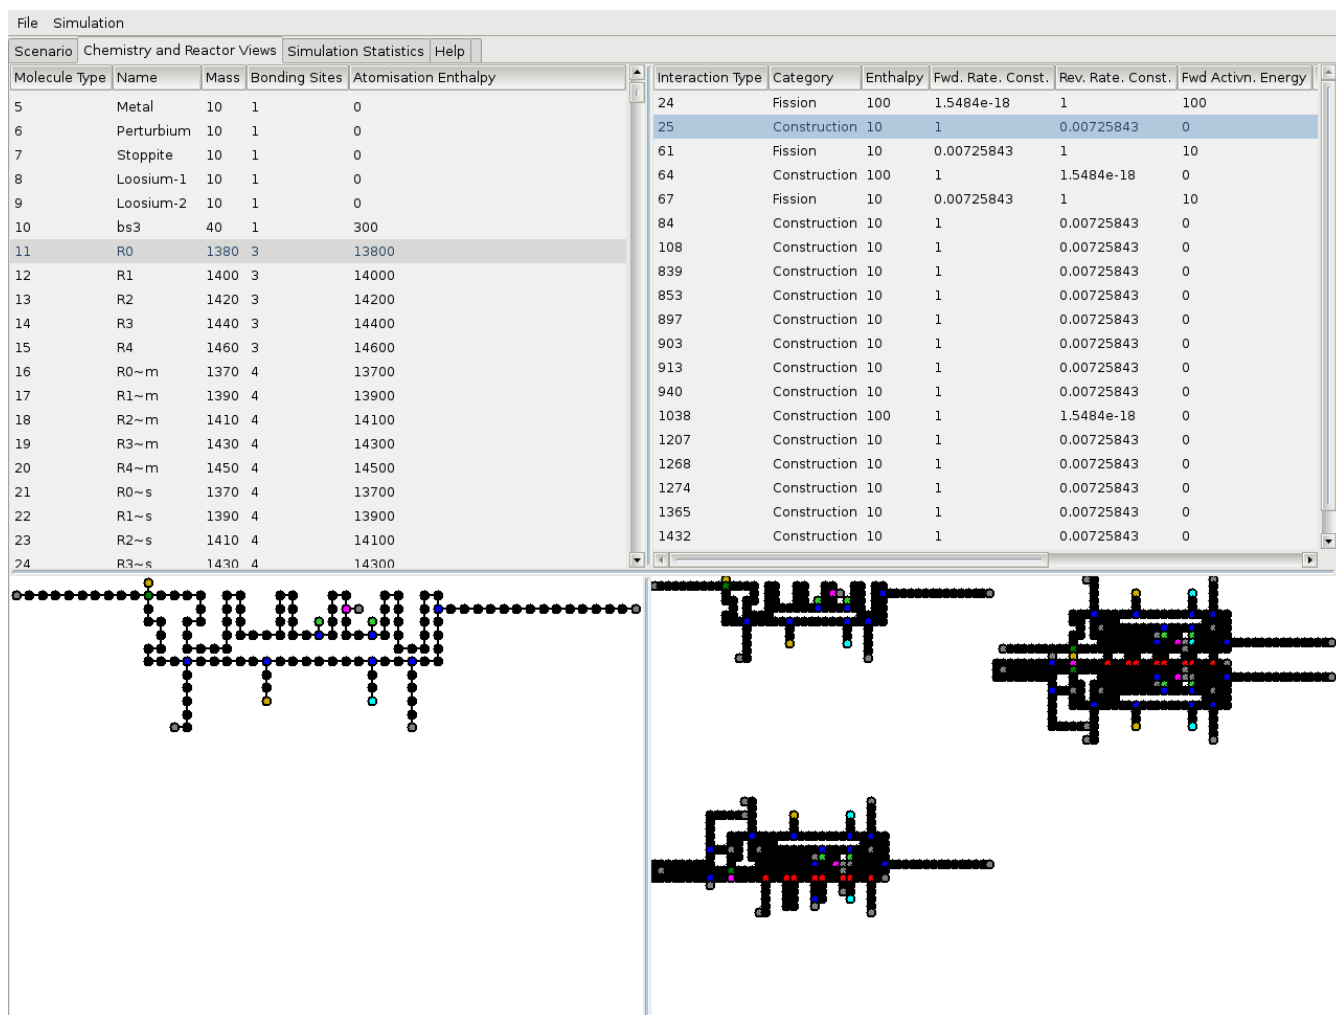 File Simulation
Scenario Chemistry and Reactor Views Simulation Statistics Help
Molecule Type Name Mass Bonding Sites Atomisation Enthalpy
5 Metal 10 1 0
6 Perturbium 10 1 0
7 Stoppite 10 1 0
8 Loosium-1 10 1 0
9 Loosium-2 10 1 0
10 bs3 40 1 300
11 R0 1380 3 13800
12 R1 1400 3 14000
13 R2 1420 3 14200
14 R3 1440 3 14400
15 R4 1460 3 14600
16 R0~m 1370 4 13700
17 R1~m 1390 4 13900
18 R2~m 1410 4 14100
19 R3~m 1430 4 14300
20 R4~m 1450 4 14500
21 R0~s 1370 4 13700
22 R1~s 1390 4 13900
23 R2~s 1410 4 14100
24 R3~s 1430 4 14300
Interaction Type Category Enthalpy Fwd. Rate. Const. Rev. Rate. Const. Fwd Activn. Energy
24 Fission 100 1.5484e-18 1 100
25 Construction 10 1 0.00725843 0
61 Fission 10 0.00725843 1 10
64 Construction 100 1 1.5484e-18 0
67 Fission 10 0.00725843 1 10
84 Construction 10 1 0.00725843 0
108 Construction 10 1 0.00725843 0
839 Construction 10 1 0.00725843 0
853 Construction 10 1 0.00725843 0
897 Construction 10 1 0.00725843 0
903 Construction 10 1 0.00725843 0
913 Construction 10 1 0.00725843 0
940 Construction 10 1 0.00725843 0
1038 Construction 100 1 1.5484e-18 0
1207 Construction 10 1 0.00725843 0
1268 Construction 10 1 0.00725843 0
1274 Construction 10 1 0.00725843 0
1365 Construction 10 1 0.00725843 0
1432 Construction 10 1 0.00725843 0